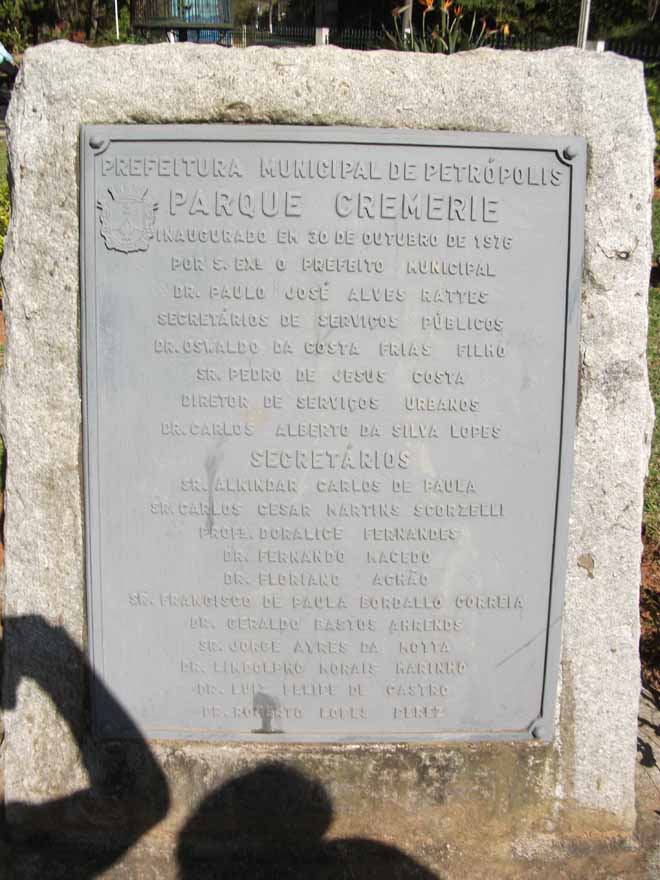 PREFEITURA MUNICIPAL DE PETRÓPOLIS
PARQUE CREMERIE
INAUGURADO EM 30 DE OUTUBRO DE 1976
POR S. EXª O PREFEITO MUNICIPAL
DR. PAULO JOSÉ ALVES RATTES
SECRETÁRIOS DE SERVIÇOS PÚBLICOS
DR. OSWALDO DA COSTA FRIAS FILHO
SR. PEDRO DE JESUS COSTA
DIRETOR DE SERVIÇOS URBANOS
DR. CARLOS ALBERTO DA SILVA LOPES
SECRETÁRIOS
SR. ALKINDAR CARLOS DE PAULA
SR. CARLOS CESAR MARTINS SCORZELLI
PROFª. DORALICE FERNANDES
DR. FERNANDO MACEDO
DR. FLORIANO AGHÃO
SR. FRANCISCO DE PAULA BORDALLO CORREIA
DR. GERALDO BASTOS AHRENDS
SR. JORGE AYRES DA MOTTA
DR. LINDOLPHO MORAIS MARINHO
DR. LUIZ FELIPE DE CASTRO
DR. ROBERTO LOPES PEREZ